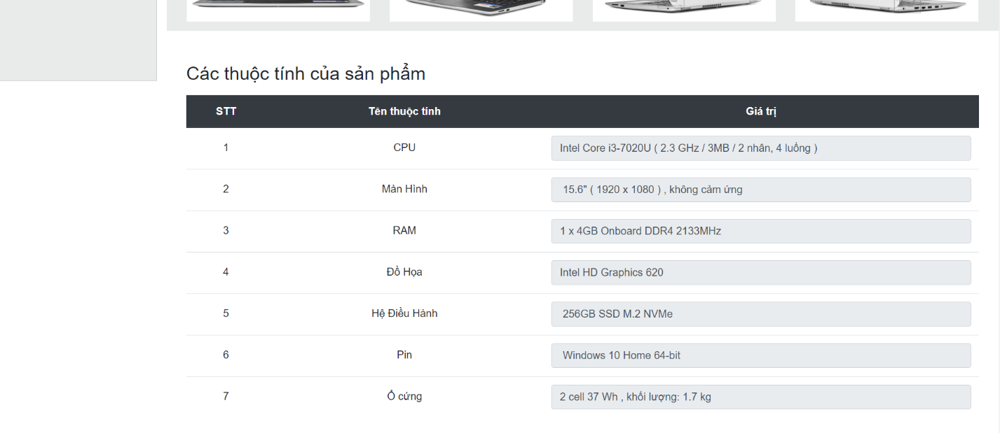 Các thuộc tính của sản phẩm
STT Tên thuộc tính Giá trị
1 CPU Intel Core i3-7020U ( 2.3 GHz / 3MB / 2 nhân, 4 luồng )
2 Màn Hình 15.6" ( 1920 x 1080 ) , không cảm ứng
3 RAM 1 x 4GB Onboard DDR4 2133MHz
4 Đồ Họa Intel HD Graphics 620
5 Hệ Điều Hành 256GB SSD M.2 NVMe
6 Pin Windows 10 Home 64-bit
7 Ổ cứng 2 cell 37 Wh , khối lượng: 1.7 kg